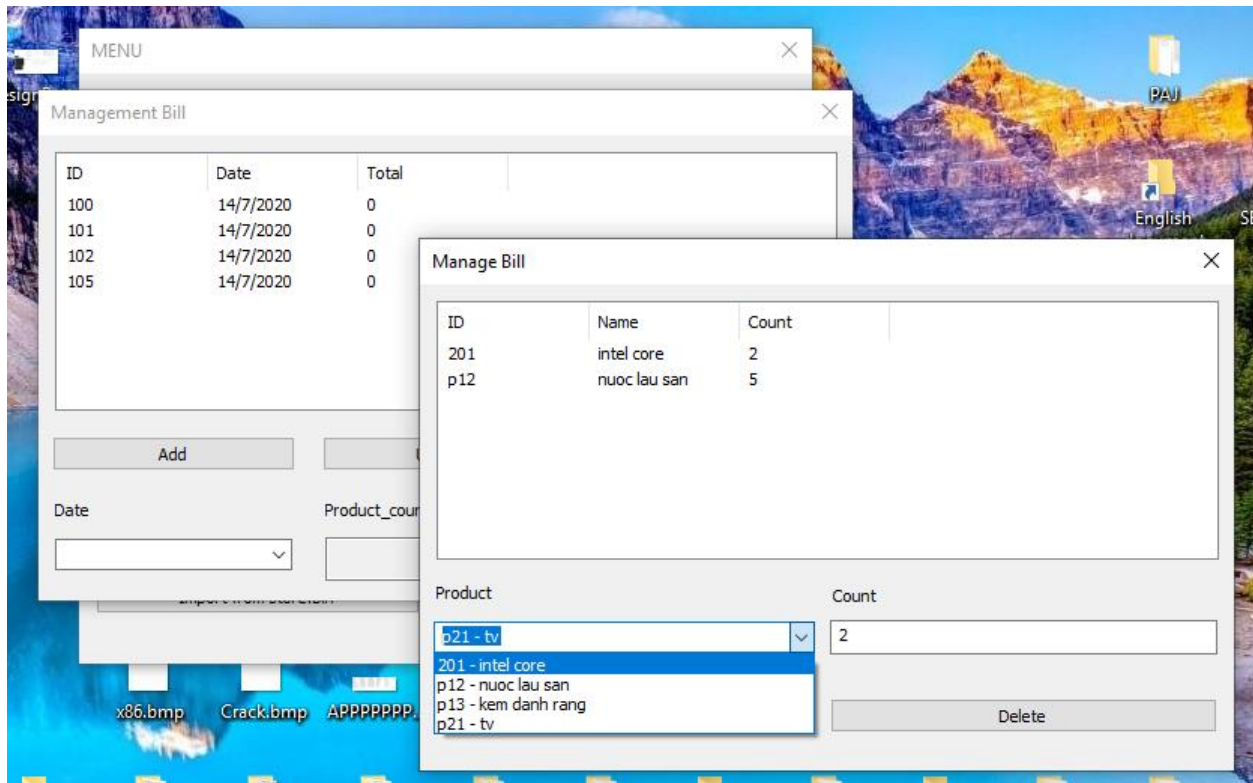 MENU
PAJ
Management Bill
ID Date Total
100 14/7/2020 0
101 14/7/2020 0
102 14/7/2020 0
105 14/7/2020 0
English
Manage Bill
ID Name Count
201 intel core 2
p12 nuoc lau san 5
Add
Date
Product Count
p21 - tv 2
201 - intel core
p12 - nuoc lau san
p13 - kem danh rang
p21 - tv
Delete
x86.bmp Crack.bmp APPPPPPP.